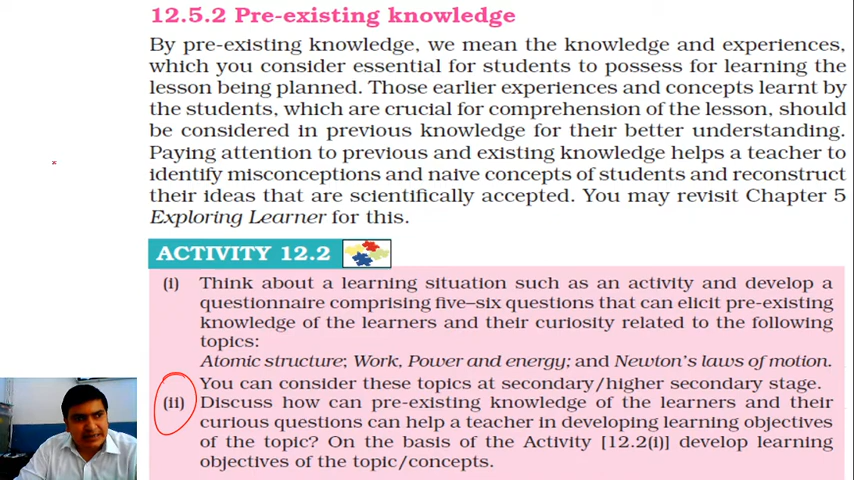 12.5.2 Pre-existing knowledge
By pre-existing knowledge, we mean the knowledge and experiences,
which you consider essential for students to possess for learning the
lesson being planned. Those earlier experiences and concepts learnt by
the students, which are crucial for comprehension of the lesson, should
be considered in previous knowledge for their better understanding.
Paying attention to previous and existing knowledge helps a teacher to
identify misconceptions and naive concepts of students and reconstruct
their ideas that are scientifically accepted. You may revisit Chapter 5
Exploring Learner for this.
ACTIVITY 12.2
(i) Think about a learning situation such as an activity and develop a
questionnaire comprising five–six questions that can elicit pre-existing
knowledge of the learners and their curiosity related to the following
topics:
Atomic structure; Work, Power and energy; and Newton's laws of motion.
You can consider these topics at secondary/higher secondary stage.
(ii) Discuss how can pre-existing knowledge of the learners and their
curious questions can help a teacher in developing learning objectives
of the topic? On the basis of the Activity [12.2(i)] develop learning
objectives of the topic/concepts.